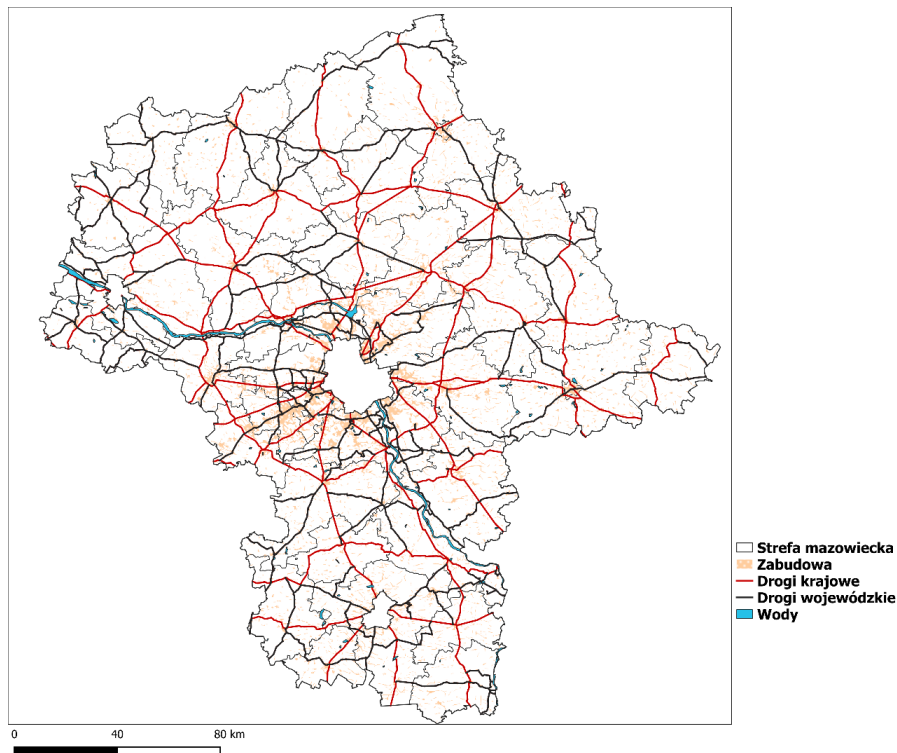 Strefa mazowiecka
Zabudowa
Drogi krajowe
Drogi wojewódzkie
Wody
0 40 80 km